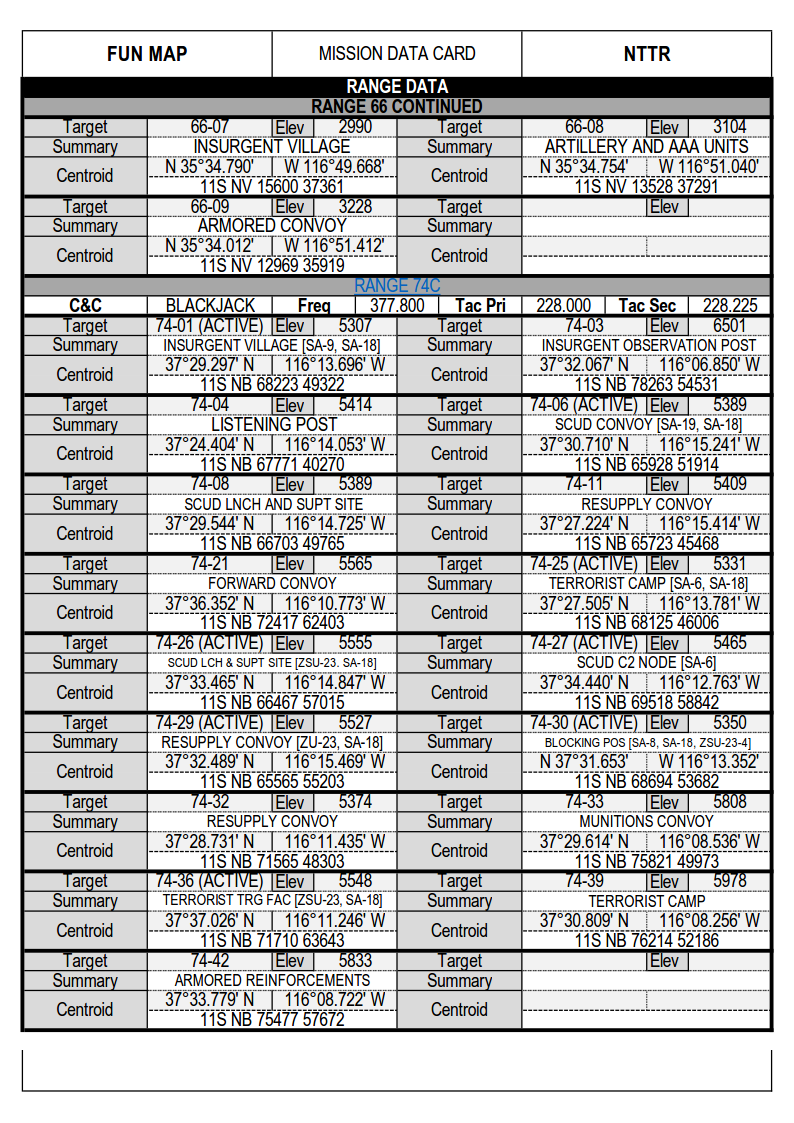 FUN MAP MISSION DATA CARD NTTR
RANGE DATA
RANGE 66 CONTINUED
Target 66-07 Elev 2990 Target 66-08 Elev 3104
Summary INSURGENT VILLAGE Summary ARTILLERY AND AAA UNITS
Centroid N 35°34.790' W 116°49.668' Centroid N 35°34.754' W 116°51.040'
11S NV 15600 37361 11S NV 13528 37291
Target 66-09 Elev 3228 Target Elev
Summary ARMORED CONVOY Summary
Centroid N 35°34.012' W 116°51.412' Centroid
11S NV 12969 35919
RANGE 74C
C&C BLACKJACK Freq 377.800 Tac Pri 228.000 Tac Sec 228.225
Target 74-01 (ACTIVE) Elev 5307 Target 74-03 Elev 6501
Summary INSURGENT VILLAGE [SA-9, SA-18] Summary INSURGENT OBSERVATION POST
Centroid 37°29.297' N 116°13.696' W Centroid 37°32.067' N 116°06.850' W
11S NB 68223 49322 11S NB 78263 54531
Target 74-04 Elev 5414 Target 74-06 (ACTIVE) Elev 5389
Summary LISTENING POST Summary SCUD CONVOY [SA-19, SA-18]
Centroid 37°24.404' N 116°14.053' W Centroid 37°30.710' N 116°15.241' W
11S NB 67771 40270 11S NB 65928 51914
Target 74-08 Elev 5389 Target 74-11 Elev 5409
Summary SCUD LNCH AND SUPT SITE Summary RESUPPLY CONVOY
Centroid 37°29.544' N 116°14.725' W Centroid 37°27.224' N 116°15.414' W
11S NB 66703 49765 11S NB 65723 45468
Target 74-21 Elev 5565 Target 74-25 (ACTIVE) Elev 5331
Summary FORWARD CONVOY Summary TERRORIST CAMP [SA-6, SA-18]
Centroid 37°36.352' N 116°10.773' W Centroid 37°27.505' N 116°13.781' W
11S NB 72417 62403 11S NB 68125 46006
Target 74-26 (ACTIVE) Elev 5555 Target 74-27 (ACTIVE) Elev 5465
Summary SCUD LCH & SUPT SITE [ZSU-23. SA-18] Summary SCUD C2 NODE [SA-6]
Centroid 37°33.465' N 116°14.847' W Centroid 37°34.440' N 116°12.763' W
11S NB 66467 57015 11S NB 69518 58842
Target 74-29 (ACTIVE) Elev 5527 Target 74-30 (ACTIVE) Elev 5350
Summary RESUPPLY CONVOY [ZU-23, SA-18] Summary BLOCKING POS [SA-8, SA-18, ZSU-23-4]
Centroid 37°32.489' N 116°15.469' W Centroid N 37°31.653' W 116°13.352'
11S NB 65565 55203 11S NB 68694 53682
Target 74-32 Elev 5374 Target 74-33 Elev 5808
Summary RESUPPLY CONVOY Summary MUNITIONS CONVOY
Centroid 37°28.731' N 116°11.435' W Centroid 37°29.614' N 116°08.536' W
11S NB 71565 48303 11S NB 75821 49973
Target 74-36 (ACTIVE) Elev 5548 Target 74-39 Elev 5978
Summary TERRORIST TRG FAC [ZSU-23, SA-18] Summary TERRORIST CAMP
Centroid 37°37.026' N 116°11.246' W Centroid 37°30.809' N 116°08.256' W
11S NB 71710 63643 11S NB 76214 52186
Target 74-42 Elev 5833 Target Elev
Summary ARMORED REINFORCEMENTS Summary
Centroid 37°33.779' N 116°08.722' W Centroid
11S NB 75477 57672